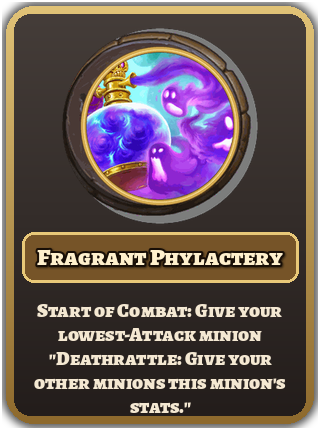 Fragrant Phylactery
Start of Combat: Give your
lowest-Attack minion
"Deathrattle: Give your
other minions this minion's
stats."